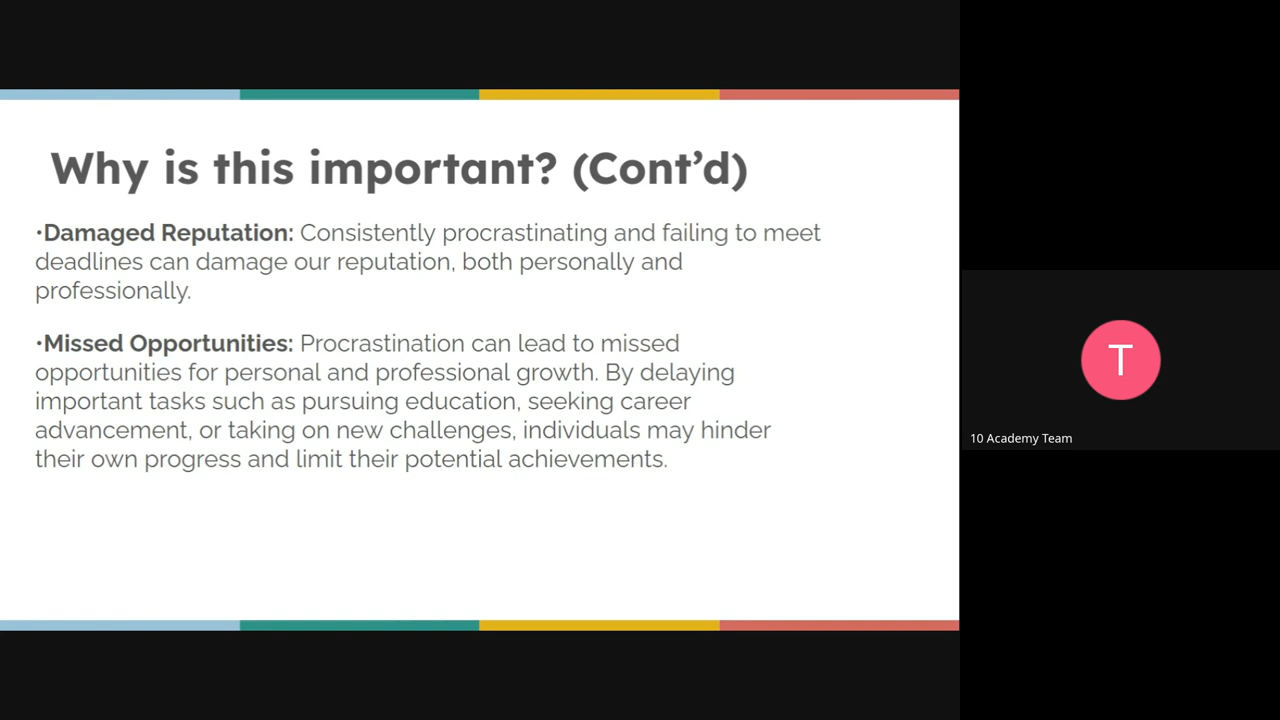 Why is this important? (Cont’d)
•Damaged Reputation: Consistently procrastinating and failing to meet
deadlines can damage our reputation, both personally and
professionally.
•Missed Opportunities: Procrastination can lead to missed
opportunities for personal and professional growth. By delaying
important tasks such as pursuing education, seeking career
advancement, or taking on new challenges, individuals may hinder
their own progress and limit their potential achievements.
T
10 Academy Team